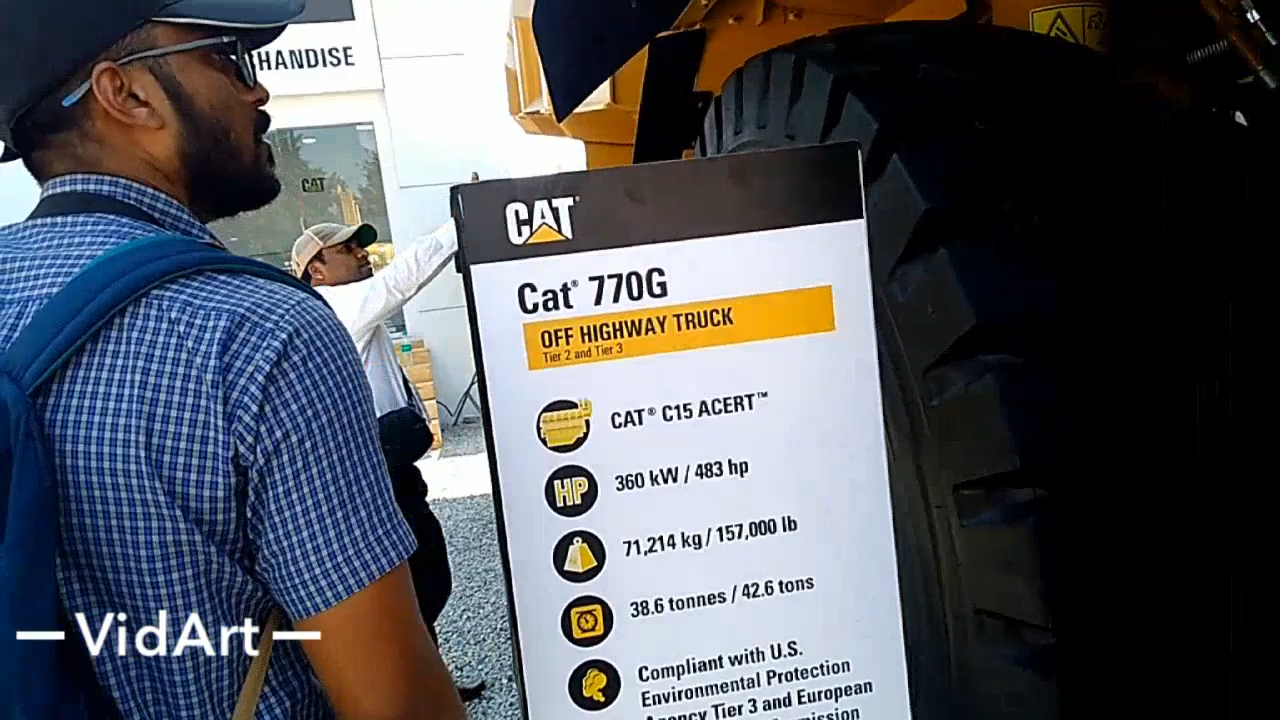 HANDISE
CAT
CAT
Cat® 770G
OFF HIGHWAY TRUCK
Tier 2 and Tier 3
CAT® C15 ACERT™
HP
360 kW / 483 hp
71,214 kg / 157,000 lb
38.6 tonnes / 42.6 tons
Compliant with U.S.
Environmental Protection
Agency Tier 3 and European
mission
VidArt